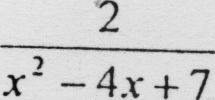 2
x² − 4x + 7